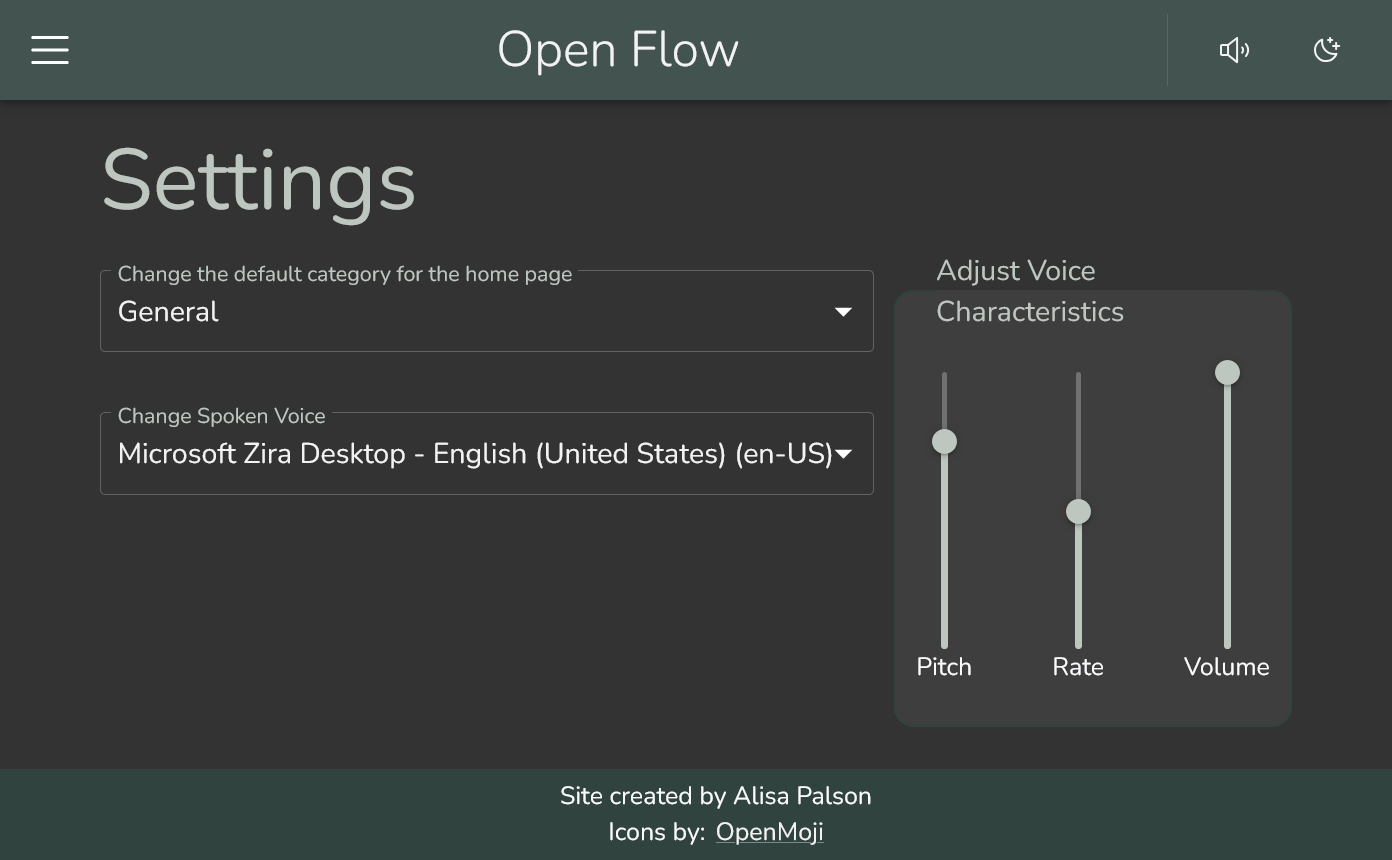 Open Flow
Settings
Change the default category for the home page
General
Change Spoken Voice
Microsoft Zira Desktop - English (United States) (en-US)
Adjust Voice
Characteristics
Pitch
Rate
Volume
Site created by Alisa Palson
Icons by: OpenMoji